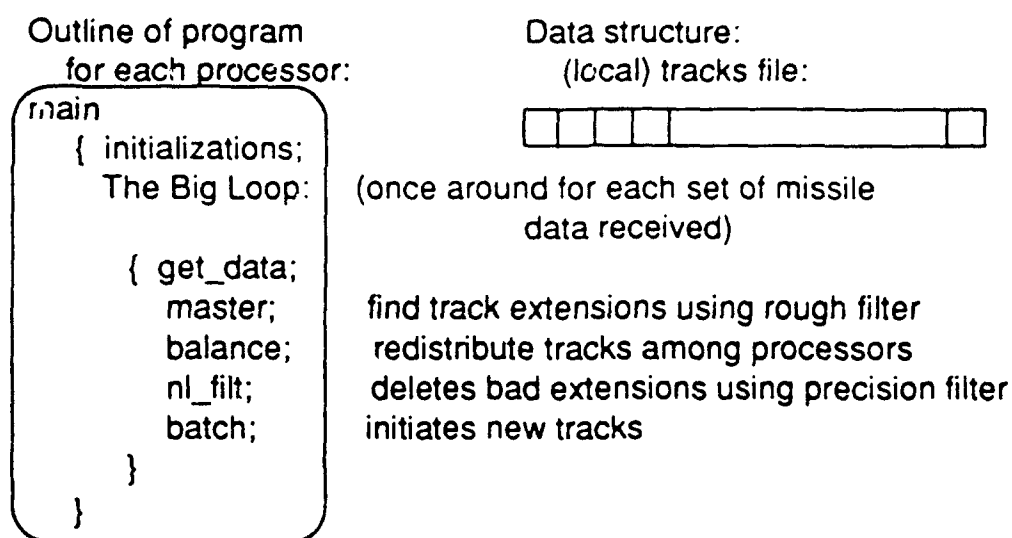 Outline of program
for each processor:
main
{ initializations;
The Big Loop:
{ get_data;
master;
balance;
nl_filt;
batch;
}
}
Data structure:
(local) tracks file:
(once around for each set of missile
data received)
find track extensions using rough filter
redistribute tracks among processors
deletes bad extensions using precision filter
initiates new tracks